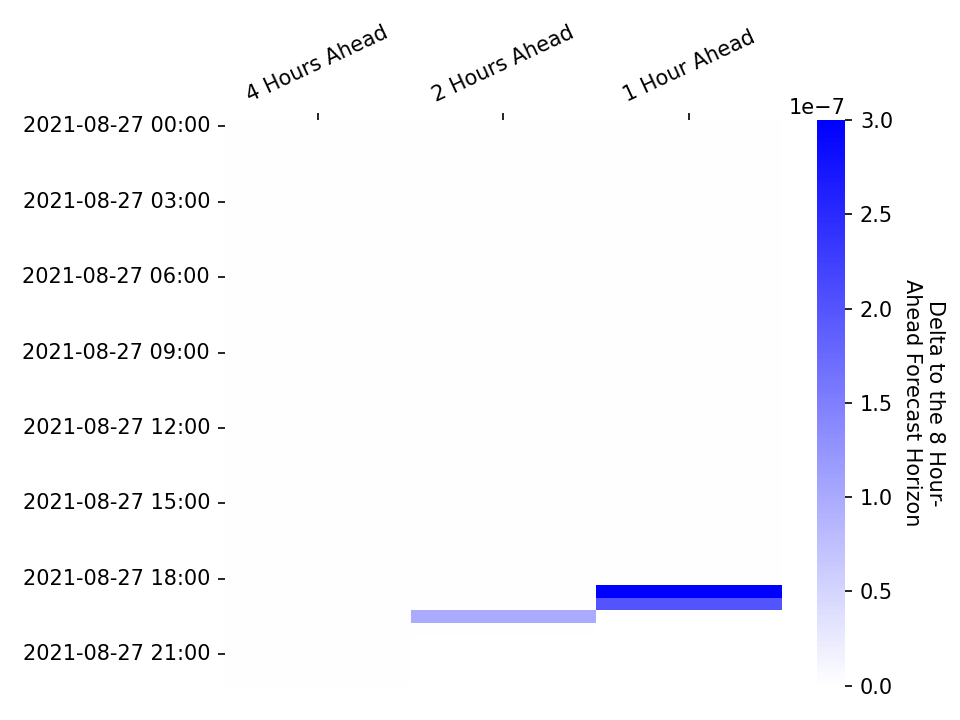 4 Hours Ahead
2 Hours Ahead
1 Hour Ahead
2021-08-27 00:00
2021-08-27 03:00
2021-08-27 06:00
2021-08-27 09:00
2021-08-27 12:00
2021-08-27 15:00
2021-08-27 18:00
2021-08-27 21:00
1e−7
3.0
2.5
2.0
1.5
1.0
0.5
0.0
Delta to the 8 Hour-
Ahead Forecast Horizon